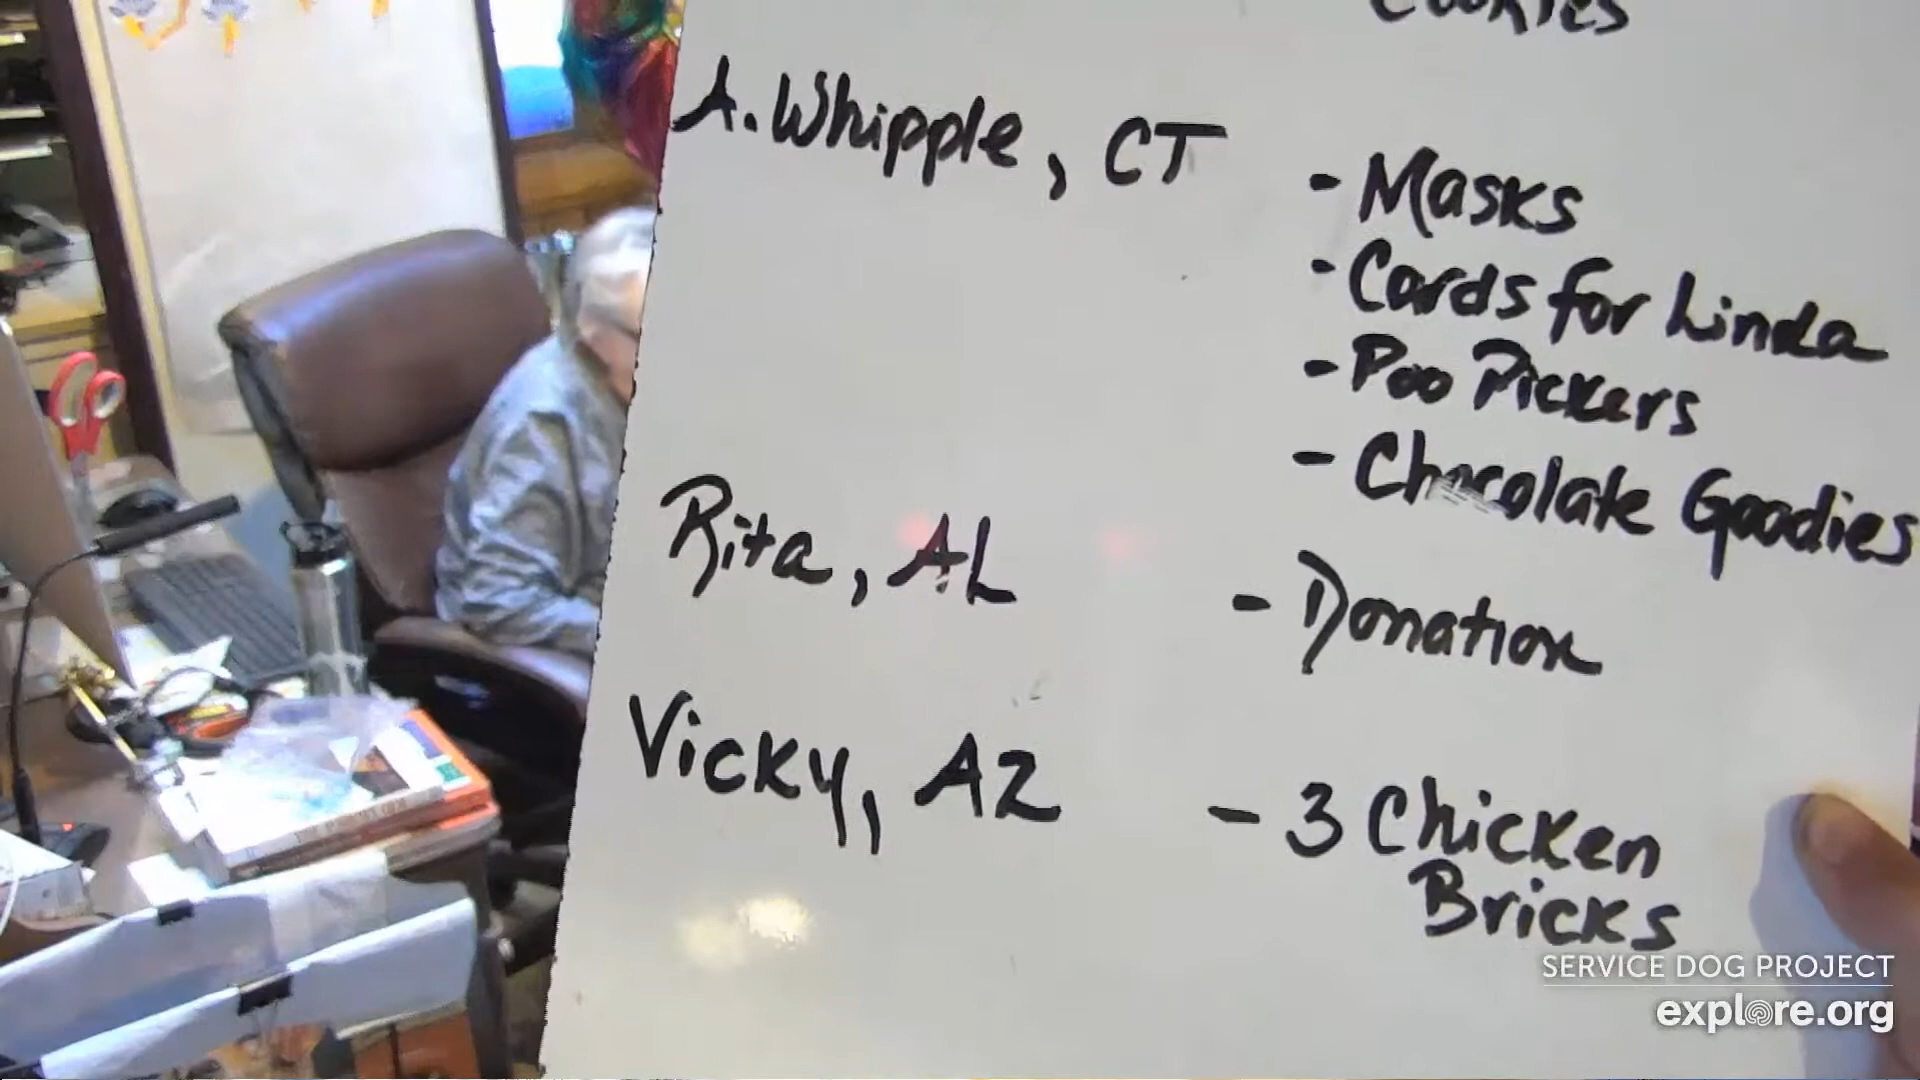 Cookies
A. Whipple, CT
- Masks
- Cards for Linda
- Poo Pickers
- Chocolate Goodies
Rita, AL
- Donation
Vicky, AZ
- 3 Chicken
Bricks
SERVICE DOG PROJECT
explore.org